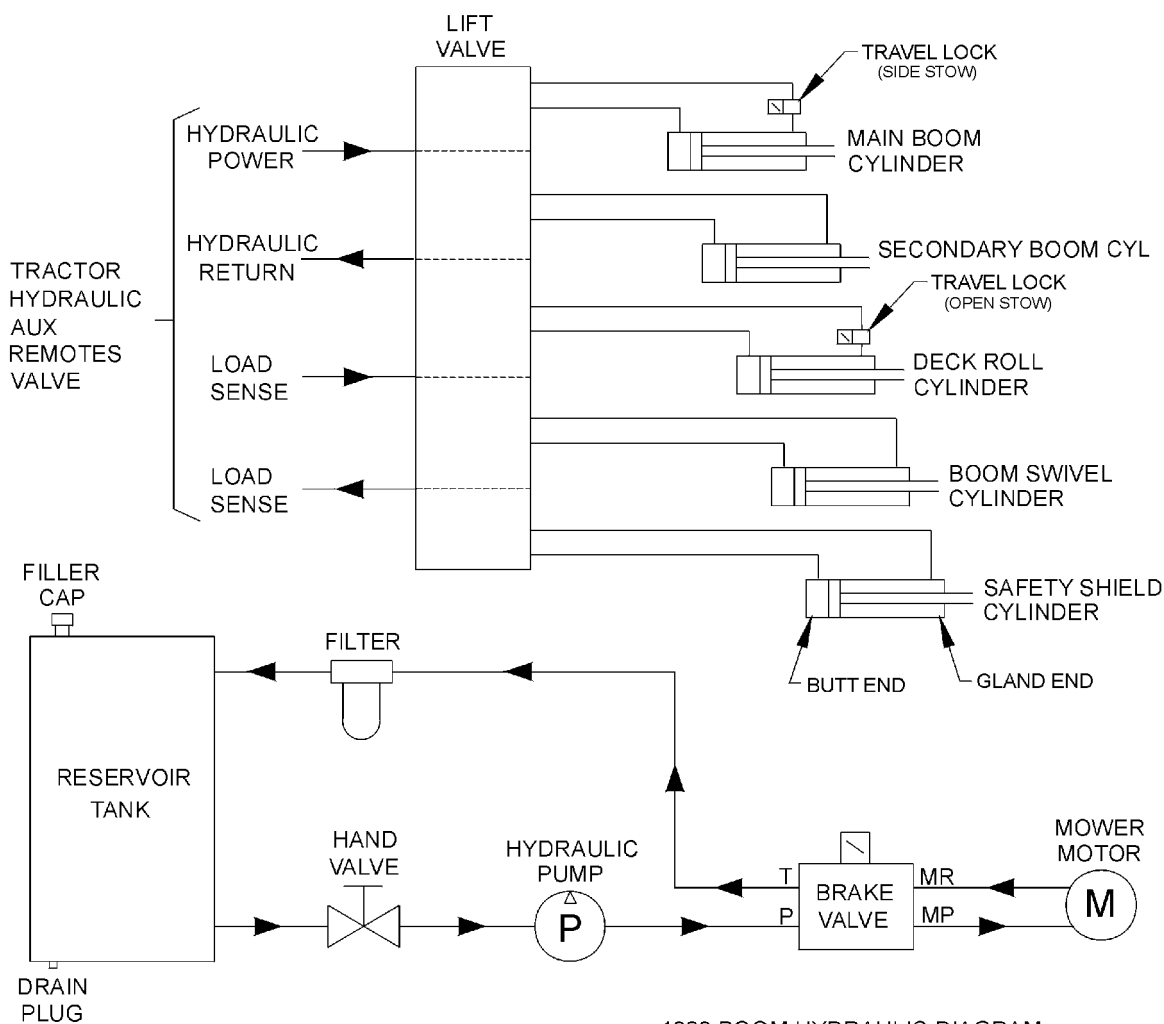 LIFT
VALVE
TRAVEL LOCK
(SIDE STOW)
HYDRAULIC
POWER
MAIN BOOM
CYLINDER
HYDRAULIC
RETURN
SECONDARY BOOM CYL
TRACTOR
HYDRAULIC
AUX
REMOTES
VALVE
TRAVEL LOCK
(OPEN STOW)
LOAD
SENSE
DECK ROLL
CYLINDER
LOAD
SENSE
BOOM SWIVEL
CYLINDER
SAFETY SHIELD
CYLINDER
BUTT END
GLAND END
FILLER
CAP
FILTER
RESERVOIR
TANK
HAND
VALVE
HYDRAULIC
PUMP
P
T
P
BRAKE
VALVE
MR
MP
MOWER
MOTOR
M
DRAIN
PLUG
BOOM HYDRAULIC DIAGRAM